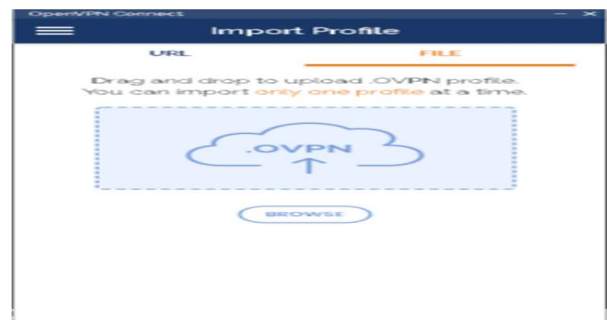 OpenVPN Connect
Import Profile
URL
FILE
Drag and drop to upload .OVPN profile.
You can import only one profile at a time.
.OVPN
BROWSE